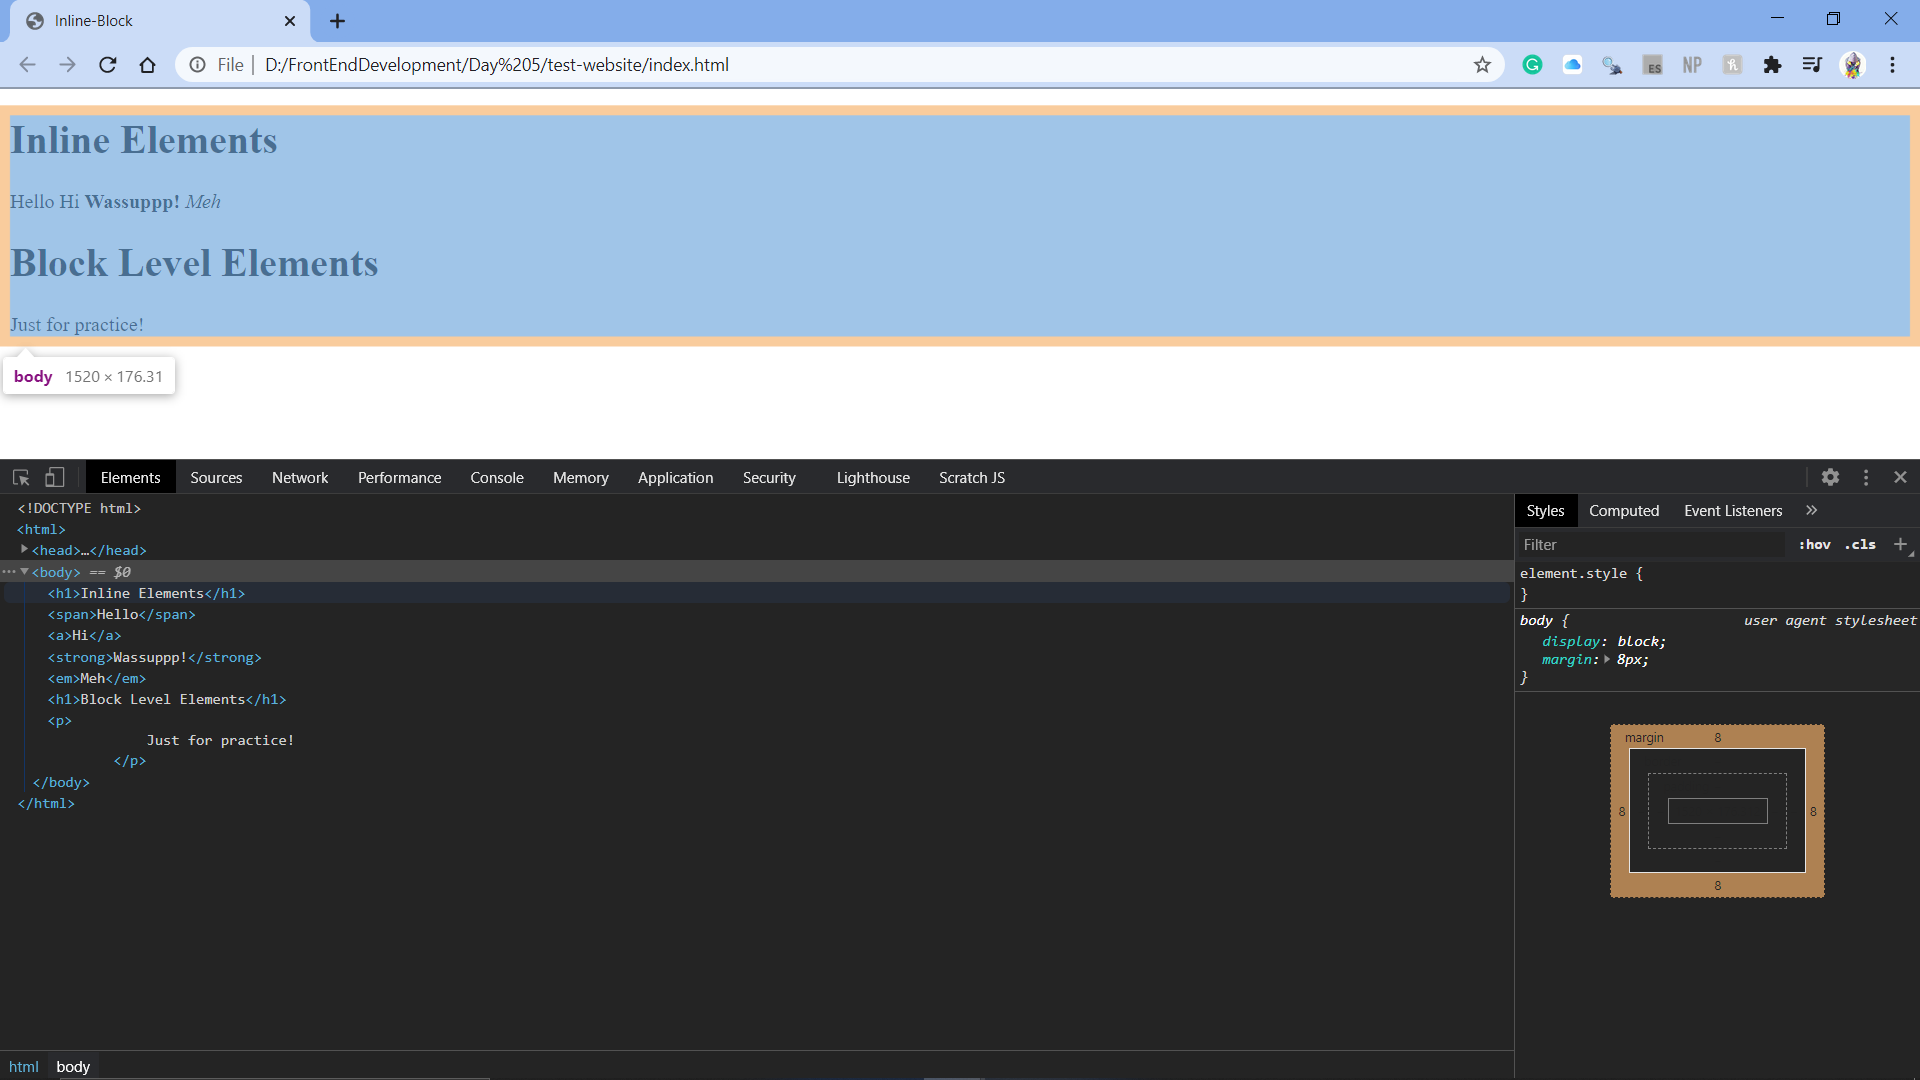 Inline-Block
File D:/FrontEndDevelopment/Day%205/test-website/index.html
ES NP
Inline Elements
Hello Hi Wassuppp! Meh
Block Level Elements
Just for practice!
body 1520 × 176.31
Elements Sources Network Performance Console Memory Application Security Lighthouse Scratch JS
<!DOCTYPE html>
<html>
<head>…</head>
<body> == $0
<h1>Inline Elements</h1>
<span>Hello</span>
<a>Hi</a>
<strong>Wassuppp!</strong>
<em>Meh</em>
<h1>Block Level Elements</h1>
<p>
Just for practice!
</p>
</body>
</html>
html body
Styles Computed Event Listeners »
Filter :hov .cls +
element.style {
}
body { user agent stylesheet
display: block;
margin: 8px;
}
margin 8
8 8
8